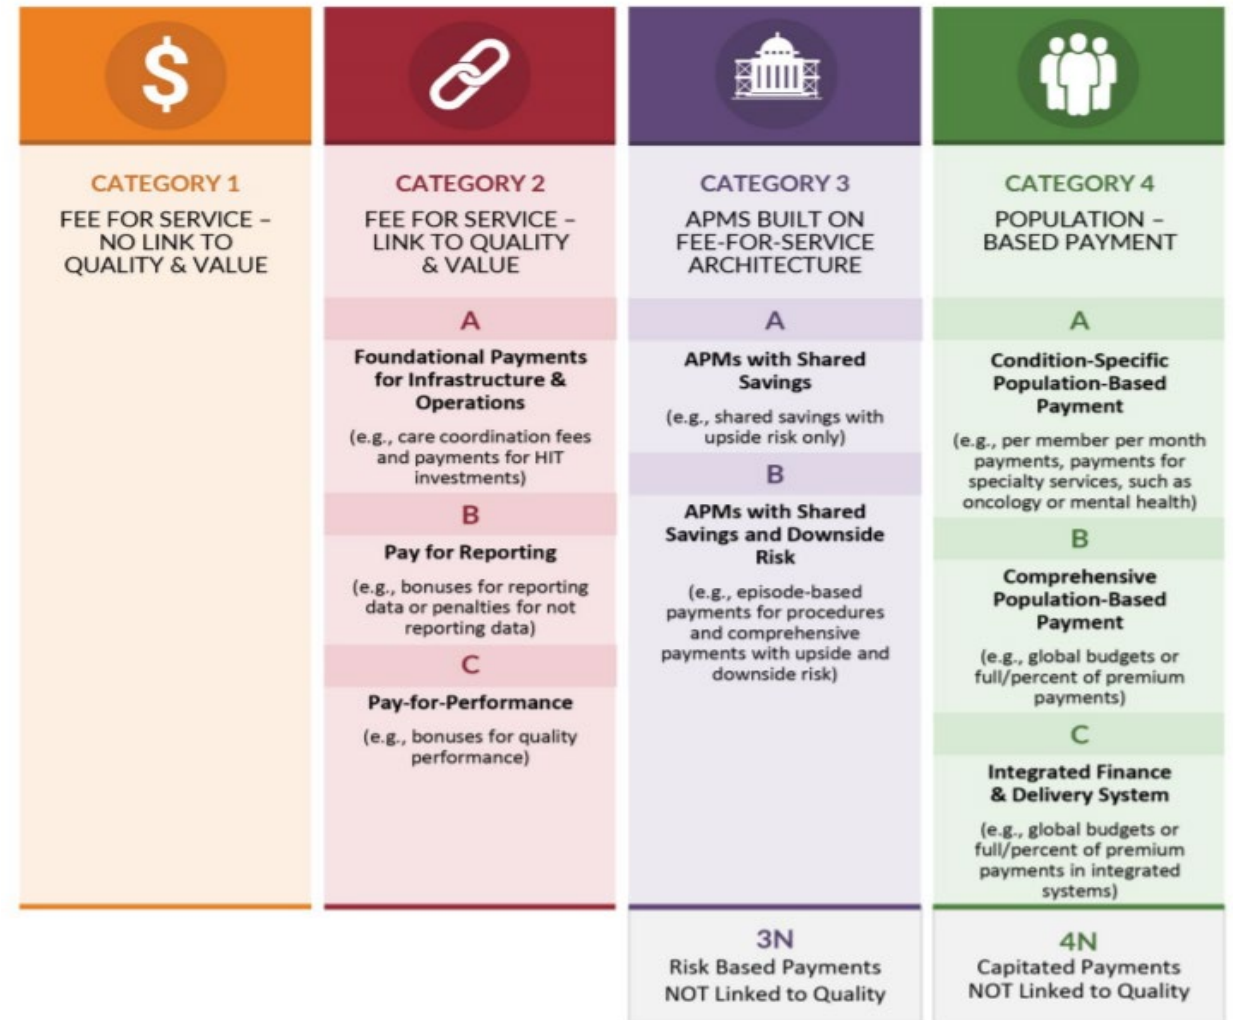 $
CATEGORY 1
FEE FOR SERVICE –
NO LINK TO
QUALITY & VALUE
CATEGORY 2
FEE FOR SERVICE –
LINK TO QUALITY
& VALUE
A
Foundational Payments
for Infrastructure &
Operations
(e.g., care coordination fees
and payments for HIT
investments)
B
Pay for Reporting
(e.g., bonuses for reporting
data or penalties for not
reporting data)
C
Pay-for-Performance
(e.g., bonuses for quality
performance)
CATEGORY 3
APMS BUILT ON
FEE-FOR-SERVICE
ARCHITECTURE
A
APMs with Shared
Savings
(e.g., shared savings with
upside risk only)
B
APMs with Shared
Savings and Downside
Risk
(e.g., episode-based
payments for procedures
and comprehensive
payments with upside and
downside risk)
3N
Risk Based Payments
NOT Linked to Quality
CATEGORY 4
POPULATION –
BASED PAYMENT
A
Condition-Specific
Population-Based
Payment
(e.g., per member per month
payments, payments for
specialty services, such as
oncology or mental health)
B
Comprehensive
Population-Based
Payment
(e.g., global budgets or
full/percent of premium
payments)
C
Integrated Finance
& Delivery System
(e.g., global budgets or
full/percent of premium
payments in integrated
systems)
4N
Capitated Payments
NOT Linked to Quality